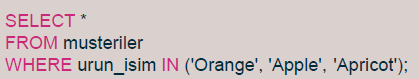 SELECT *
FROM musteriler
WHERE urun_isim IN ('Orange', 'Apple', 'Apricot');